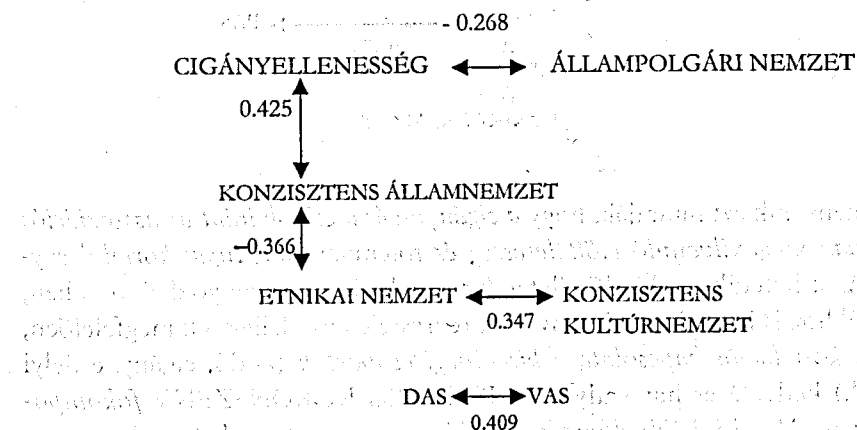 - 0.268
CIGÁNYELLENESSÉG ÁLLAMPOLGÁRI NEMZET
0.425
KONZISZTENS ÁLLAMNEMZET
–0.366
ETNIKAI NEMZET KONZISZTENS
0.347 KULTÚRNEMZET
DAS VAS
0.409